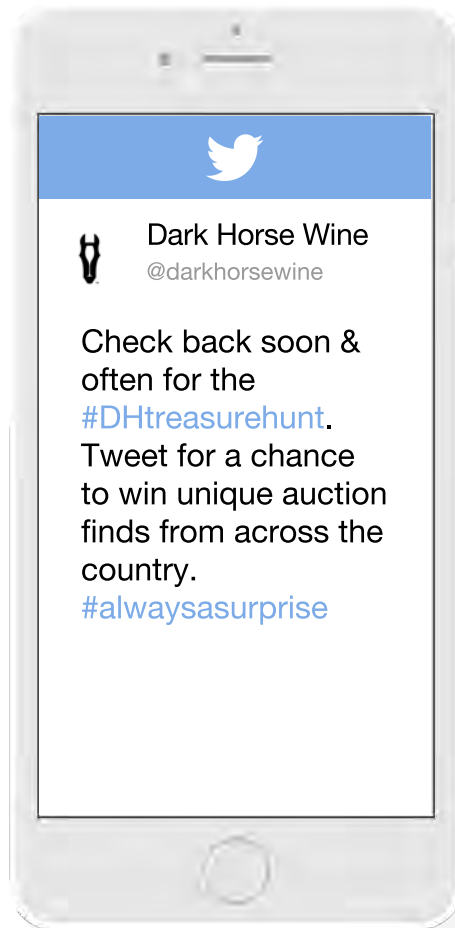 Dark Horse Wine
@darkhorsewine
Check back soon &
often for the
#DHtreasurehunt.
Tweet for a chance
to win unique auction
finds from across the
country.
#alwaysasurprise